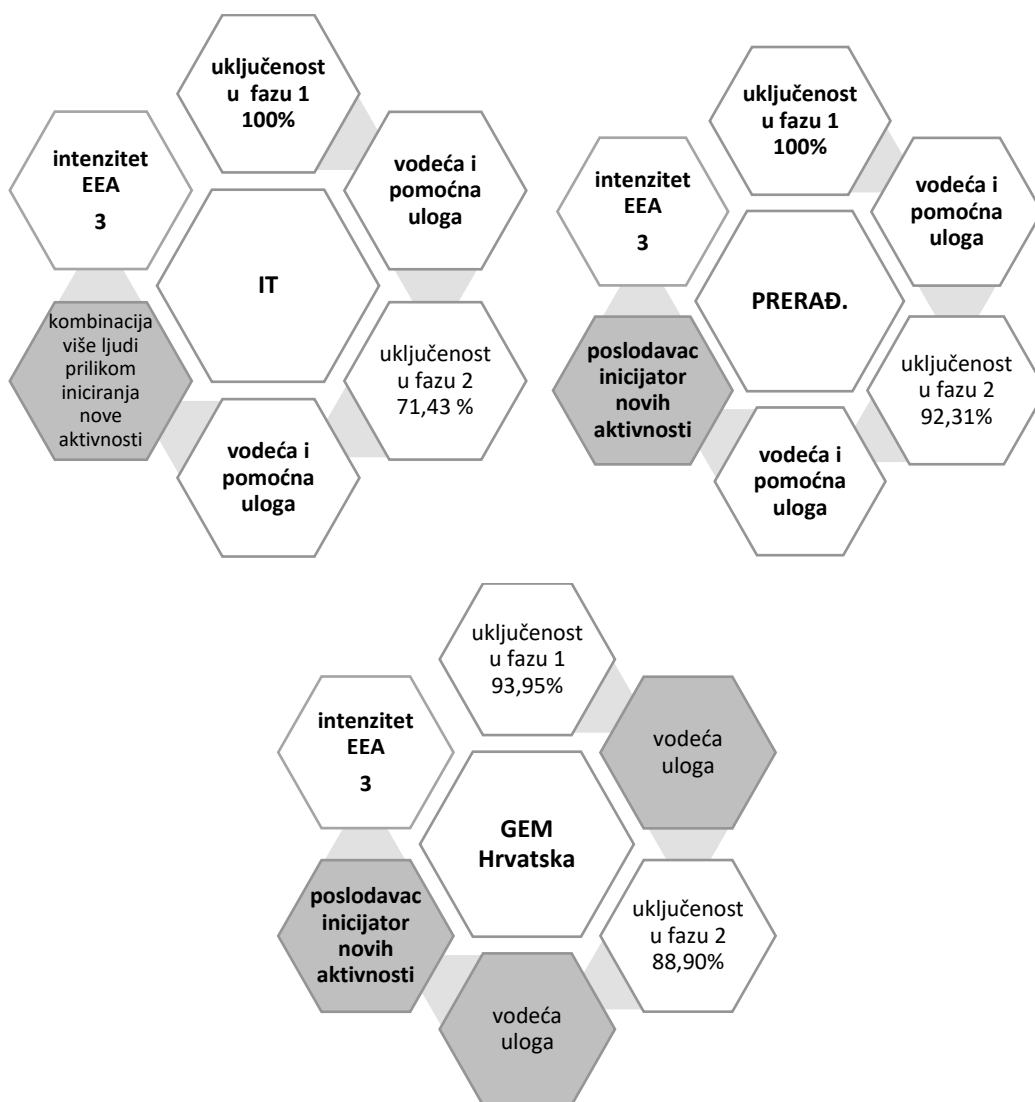 uključenost
u fazu 1
100%
vodeća i
pomoćna
uloga
uključenost
u fazu 2
71,43 %
vodeća i
pomoćna
uloga
kombinacija
više ljudi
prilikom
iniciranja
nove
aktivnosti
intenzitet
EEA
3
IT
uključenost
u fazu 1
100%
vodeća i
pomoćna
uloga
uključenost
u fazu 2
92,31%
vodeća i
pomoćna
uloga
poslodavac
inicijator
novih
aktivnosti
intenzitet
EEA
3
PRERAĐ.
uključenost
u fazu 1
93,95%
vodeća
uloga
uključenost
u fazu 2
88,90%
vodeća
uloga
poslodavac
inicijator
novih
aktivnosti
intenzitet
EEA
3
GEM
Hrvatska